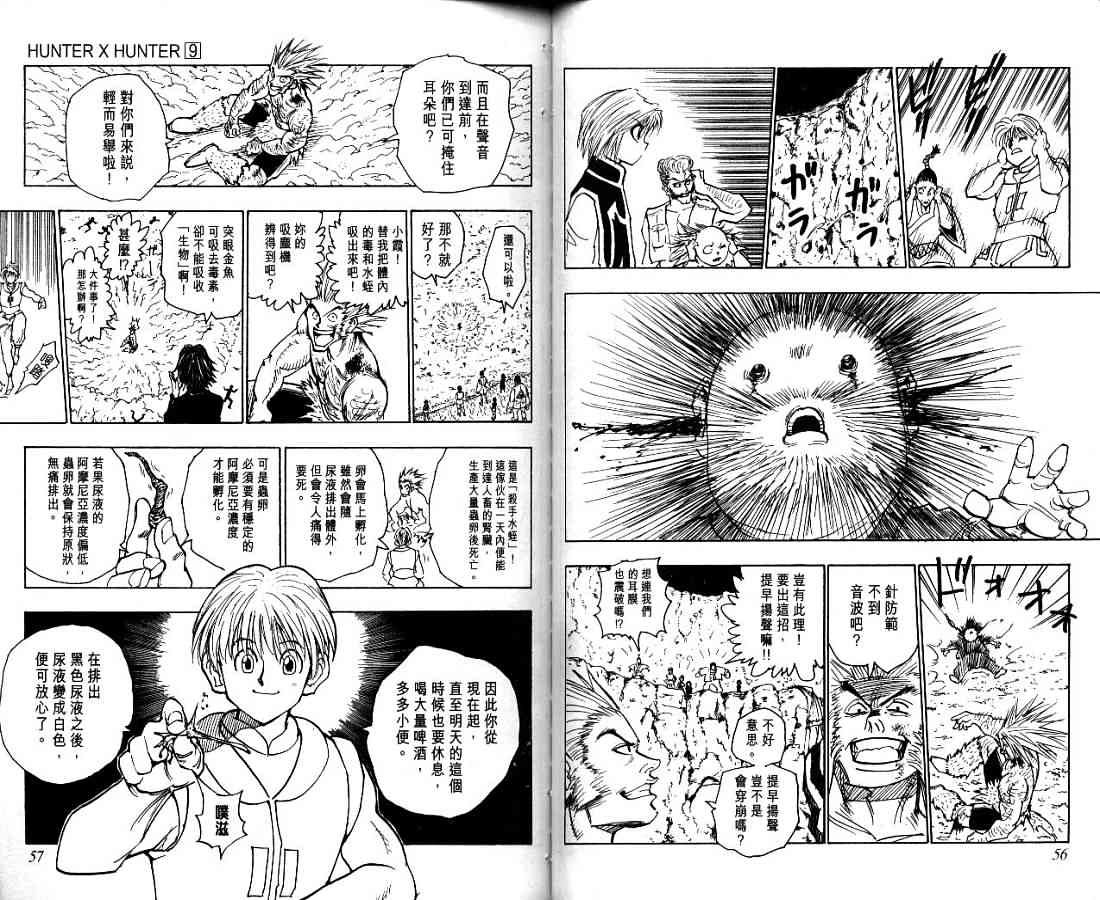 HUNTER X HUNTER 9
ガ
ガ
ガ
ガ
ドォォ
針防範
不到
音波吧？
豈有此理！
要出這招，
提早揚聲嘛!!
想連我們
的耳膜
也震破嗎!?
不好
意思。
提早揚聲
豈不是
會穿崩嗎？
56
而且在聲音
到達前，
你們已可掩住
耳朵吧？
對你們來說，
輕而易舉啦！
還可以啦。
那不就
好了？
小霞！
替我把體內
的毒和水蛭
吸出來吧！
妳的
吸塵機
辨得到吧？
突眼金魚
可吸去毒素，
卻不能吸收
「生物」啊！
甚麼!?
大件事了！
那怎辦啊？
這是「殺手水蛭」！
這傢伙在一天內便能
到達人畜的腎臟，
生產大量蟲卵後死亡。
卵會馬上孵化，
雖然會隨
尿液排出體外，
但會令人痛得
要死。
可是蟲卵
必須要有穩定的
阿摩尼亞濃度
才能孵化。
若果尿液的
阿摩尼亞濃度偏低，
蟲卵就會保持原狀，
無痛排出。
因此你從
現在起，
直至明天的這個
時候也要休息，
喝大量啤酒，
多多小便。
在排出
黑色尿液之後，
尿液變成白色，
便可放心了。
噗滋
57